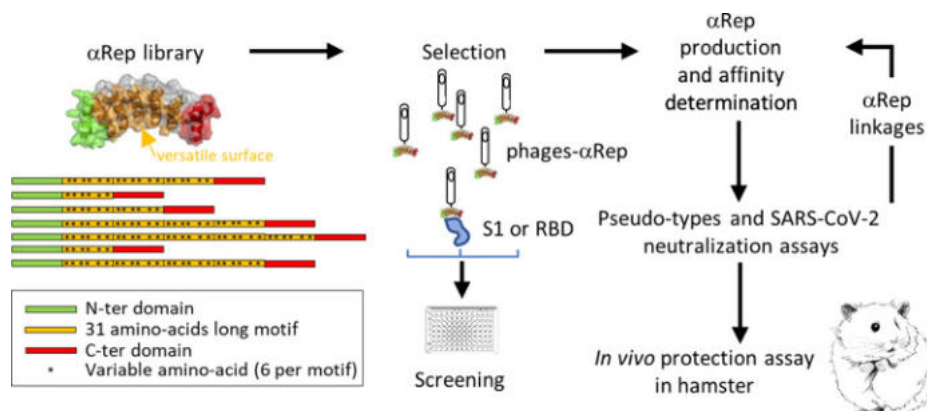 αRep library
versatile surface
N-ter domain
31 amino-acids long motif
C-ter domain
Variable amino-acid (6 per motif)
Selection
phages-αRep
S1 or RBD
Screening
αRep
production
and affinity
determination
αRep
linkages
Pseudo-types and SARS-CoV-2
neutralization assays
In vivo protection assay
in hamster